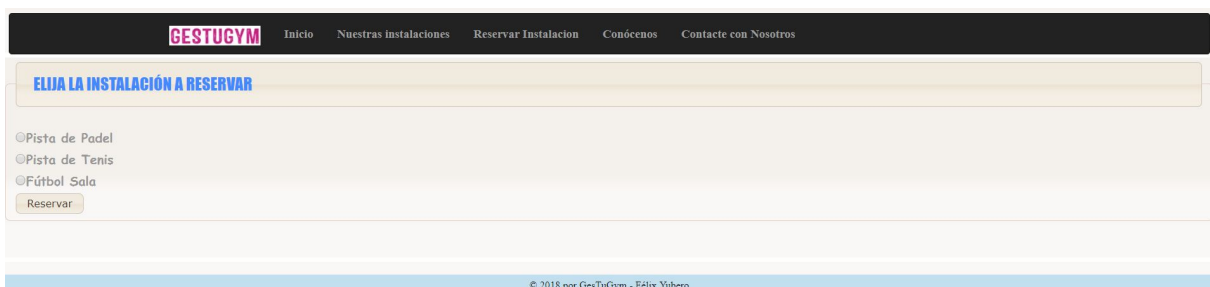 GESTUGYM Inicio Nuestras instalaciones Reservar Instalacion Conócenos Contacte con Nosotros
ELIJA LA INSTALACIÓN A RESERVAR
Pista de Padel
Pista de Tenis
Fútbol Sala
Reservar
© 2018 por GesTuGym - Félix Yubero